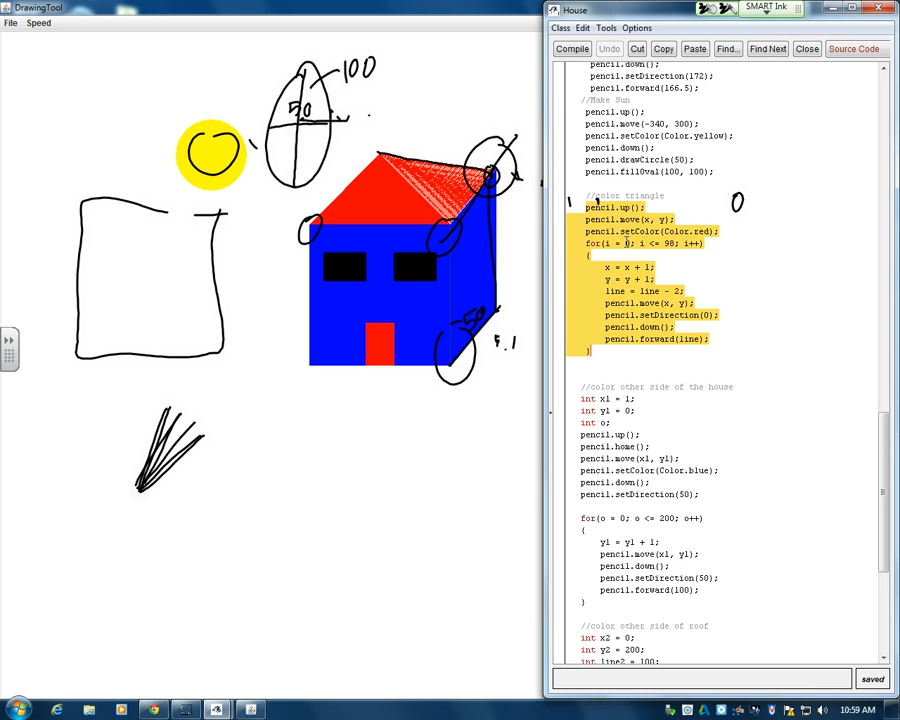 DrawingTool
File Speed
100
50
-50
5.1
0
House
SMART Ink
Class Edit Tools Options
Compile Undo Cut Copy Paste Find... Find Next Close Source Code
pencil.down();
pencil.setDirection(172);
pencil.forward(166.5);
//Make Sun
pencil.up();
pencil.move(-340, 300);
pencil.setColor(Color.yellow);
pencil.down();
pencil.drawCircle(50);
pencil.fillOval(100, 100);
//color triangle
pencil.up();
pencil.move(x, y);
pencil.setColor(Color.red);
for(i = 0; i <= 98; i++)
{
x = x + 1;
y = y + 1;
line = line - 2;
pencil.move(x, y);
pencil.setDirection(0);
pencil.down();
pencil.forward(line);
}
//color other side of the house
int x1 = 1;
int y1 = 0;
int o;
pencil.up();
pencil.home();
pencil.move(x1, y1);
pencil.setColor(Color.blue);
pencil.down();
pencil.setDirection(50);
for(o = 0; o <= 200; o++)
{
y1 = y1 + 1;
pencil.move(x1, y1);
pencil.down();
pencil.setDirection(50);
pencil.forward(100);
}
//color other side of roof
int x2 = 0;
int y2 = 200;
int line2 = 100;
saved
10:59 AM